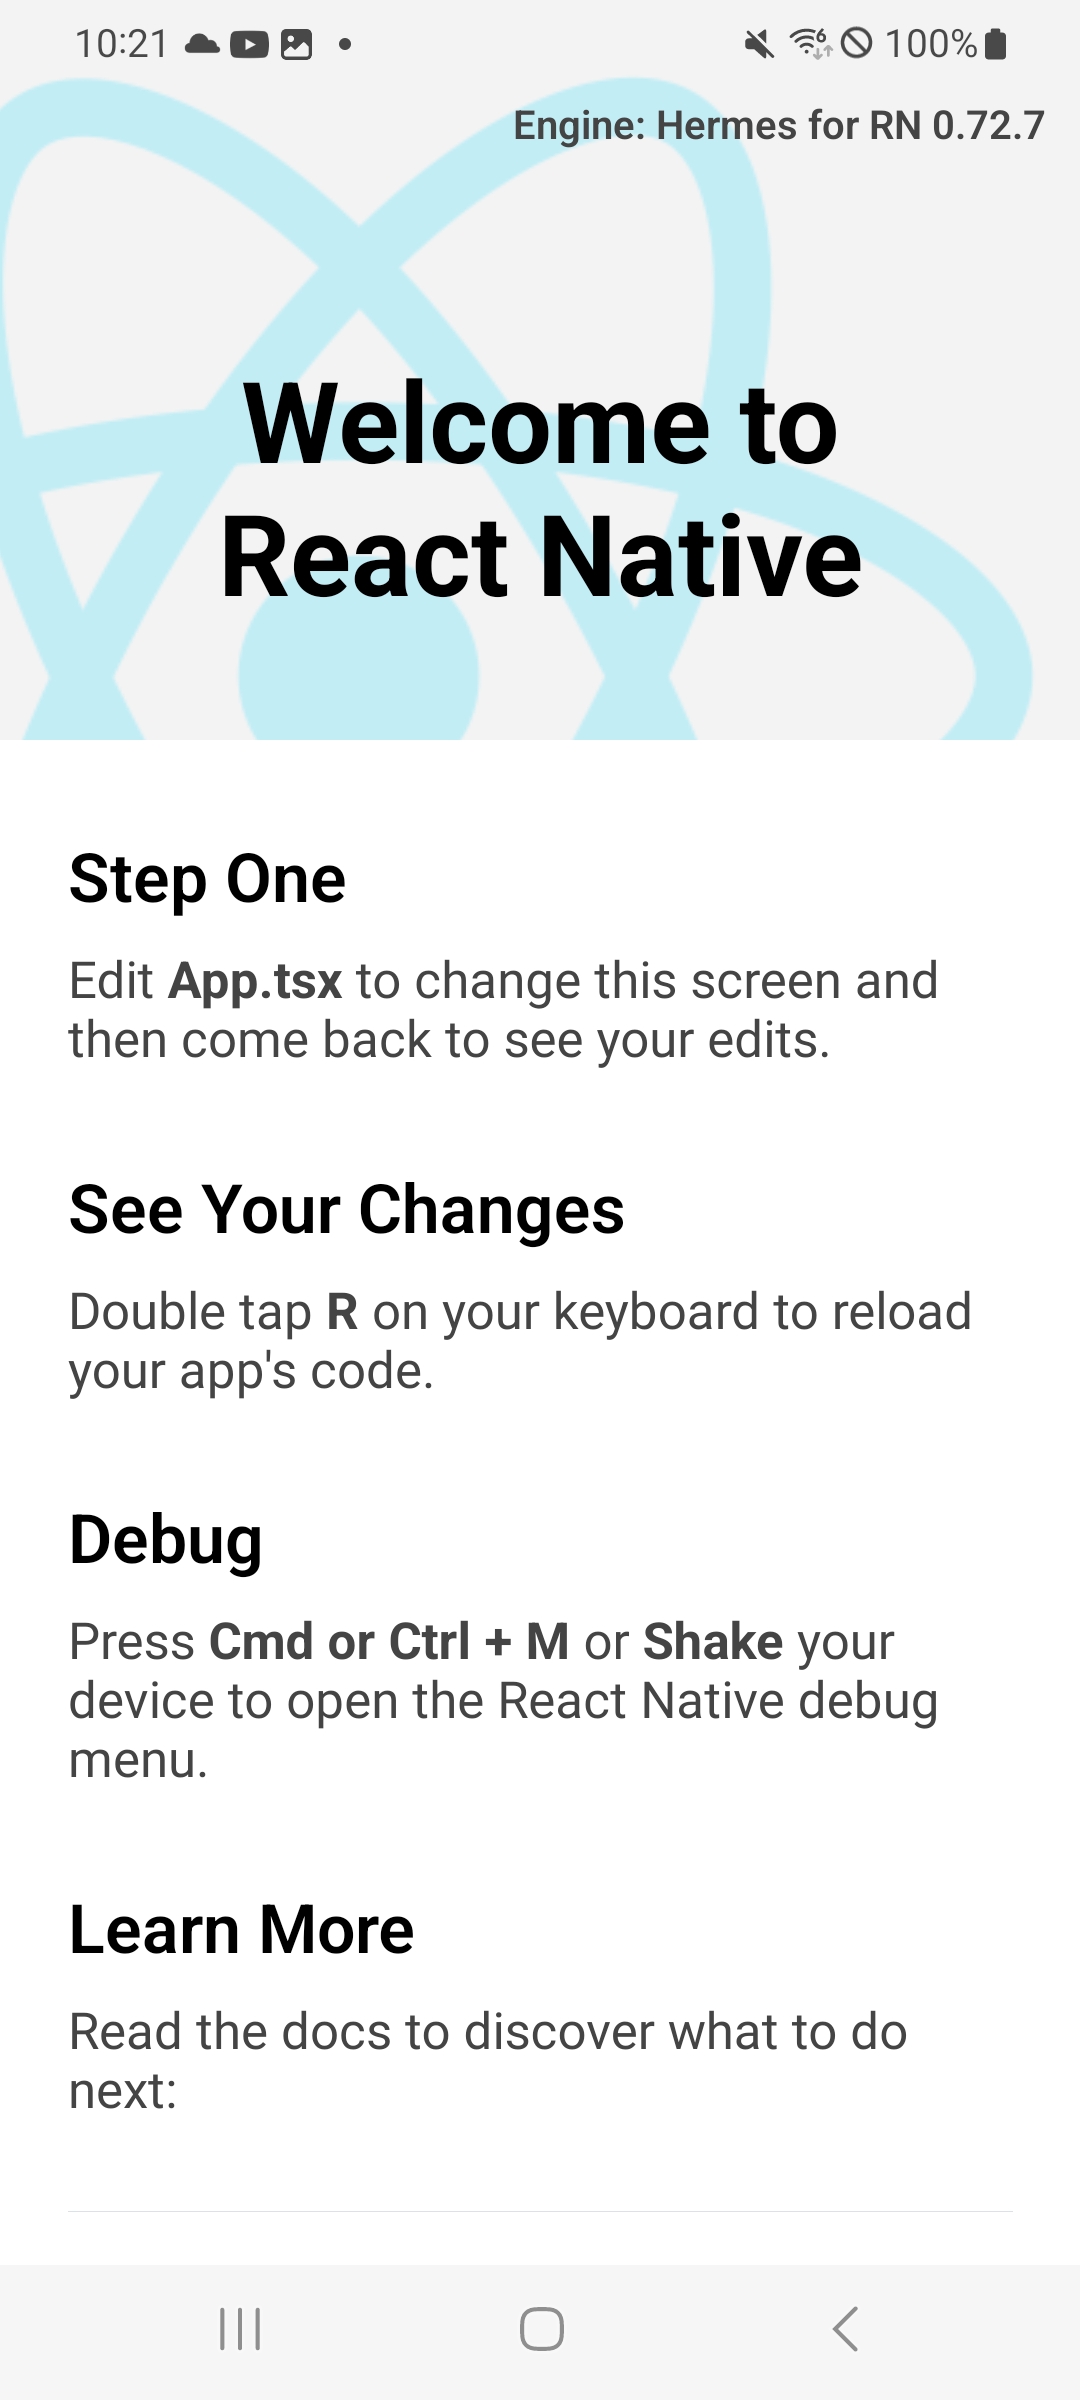 10:21
100%
Engine: Hermes for RN 0.72.7
Welcome to
React Native
Step One
Edit App.tsx to change this screen and
then come back to see your edits.
See Your Changes
Double tap R on your keyboard to reload
your app's code.
Debug
Press Cmd or Ctrl + M or Shake your
device to open the React Native debug
menu.
Learn More
Read the docs to discover what to do
next: